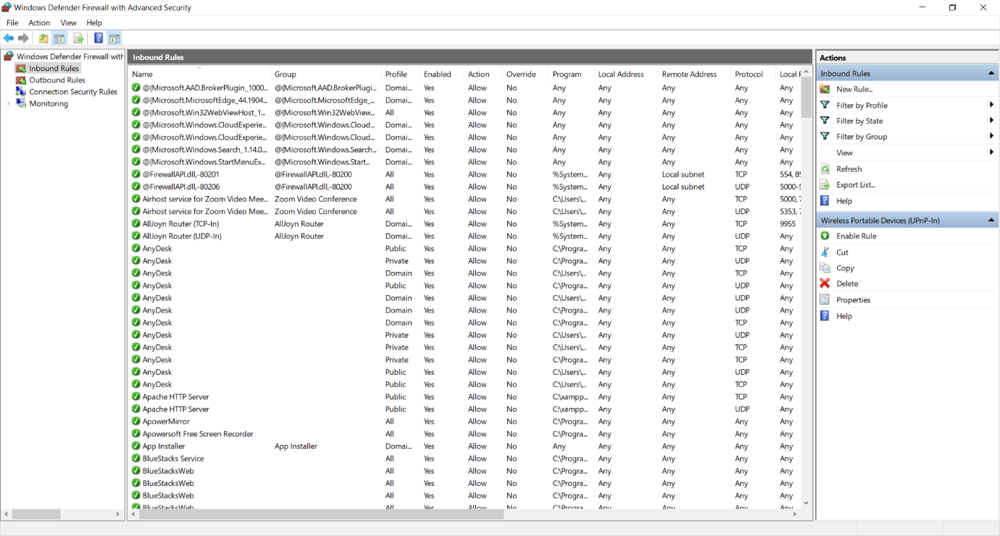 Windows Defender Firewall with Advanced Security
File Action View Help
Windows Defender Firewall with
Inbound Rules
Outbound Rules
Connection Security Rules
Monitoring
Inbound Rules
Name Group Profile Enabled Action Override Program Local Address Remote Address Protocol Local P
@{Microsoft.AAD.BrokerPlugin_1000... @{Microsoft.AAD.BrokerPlugi... Domai... Yes Allow No Any Any Any Any Any
@{Microsoft.MicrosoftEdge_44.1904... @{Microsoft.MicrosoftEdge_... Domai... Yes Allow No Any Any Any Any Any
@{Microsoft.Win32WebViewHost_1... @{Microsoft.Win32WebView... All Yes Allow No Any Any Any Any Any
@{Microsoft.Windows.CloudExperie... @{Microsoft.Windows.Cloud... Domai... Yes Allow No Any Any Any Any Any
@{Microsoft.Windows.CloudExperie... @{Microsoft.Windows.Cloud... Domai... Yes Allow No Any Any Any Any Any
@{Microsoft.Windows.Search_1.14.0... @{Microsoft.Windows.Search... Domai... Yes Allow No Any Any Any Any Any
@{Microsoft.Windows.StartMenuEx... @{Microsoft.Windows.Start... Domai... Yes Allow No Any Any Any Any Any
@FirewallAPI.dll,-80201 @FirewallAPI.dll,-80200 All Yes Allow No %System... Any Local subnet TCP 554, 85
@FirewallAPI.dll,-80206 @FirewallAPI.dll,-80200 All Yes Allow No %System... Any Local subnet UDP 5000-5
Airhost service for Zoom Video Mee... Zoom Video Conference All Yes Allow No C:\Users\... Any Any TCP 5000, 7
Airhost service for Zoom Video Mee... Zoom Video Conference All Yes Allow No C:\Users\... Any Any UDP 5353, 7
AllJoyn Router (TCP-In) AllJoyn Router Domai... Yes Allow No %System... Any Any TCP 9955
AllJoyn Router (UDP-In) AllJoyn Router Domai... Yes Allow No %System... Any Any UDP Any
AnyDesk Public Yes Allow No C:\Progra... Any Any TCP Any
AnyDesk Private Yes Allow No C:\Progra... Any Any UDP Any
AnyDesk Domain Yes Allow No C:\Users\... Any Any TCP Any
AnyDesk Public Yes Allow No C:\Progra... Any Any UDP Any
AnyDesk Domain Yes Allow No C:\Users\... Any Any UDP Any
AnyDesk Domain Yes Allow No C:\Progra... Any Any UDP Any
AnyDesk Domain Yes Allow No C:\Progra... Any Any TCP Any
AnyDesk Private Yes Allow No C:\Users\... Any Any UDP Any
AnyDesk Private Yes Allow No C:\Users\... Any Any TCP Any
AnyDesk Private Yes Allow No C:\Progra... Any Any TCP Any
AnyDesk Public Yes Allow No C:\Users\... Any Any UDP Any
AnyDesk Public Yes Allow No C:\Users\... Any Any TCP Any
Apache HTTP Server Public Yes Allow No C:\xampp... Any Any TCP Any
Apache HTTP Server Public Yes Allow No C:\xampp... Any Any UDP Any
ApowerMirror All Yes Allow No C:\Progra... Any Any Any Any
Apowersoft Free Screen Recorder All Yes Allow No C:\Progra... Any Any Any Any
App Installer App Installer Domai... Yes Allow No Any Any Any Any Any
BlueStacks Service All Yes Allow No C:\Progra... Any Any Any Any
BlueStacksWeb All Yes Allow No C:\Progra... Any Any Any Any
BlueStacksWeb All Yes Allow No C:\Progra... Any Any Any Any
BlueStacksWeb All Yes Allow No C:\Progra... Any Any Any Any
BlueStacksWeb All Yes Allow No C:\Progra... Any Any Any Any
Actions
Inbound Rules
New Rule...
Filter by Profile
Filter by State
Filter by Group
View
Refresh
Export List...
Help
Wireless Portable Devices (UPnP-In)
Enable Rule
Cut
Copy
Delete
Properties
Help